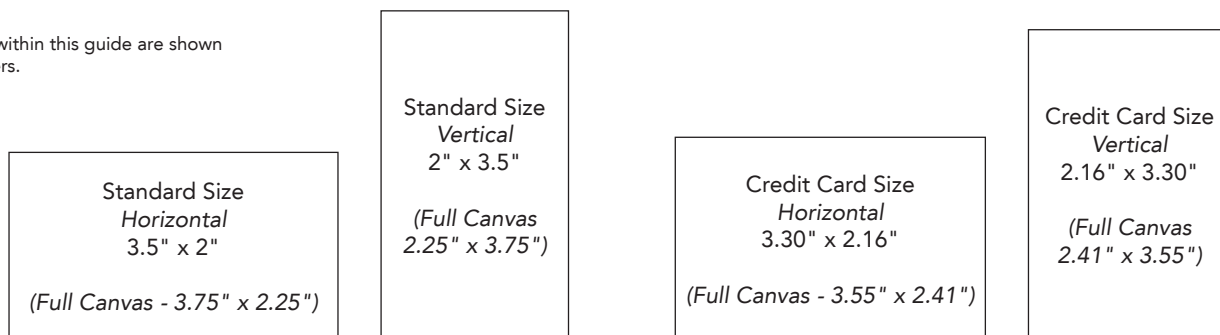 within this guide are shown
Standard Size
Horizontal
3.5" x 2"
(Full Canvas - 3.75" x 2.25")
Standard Size
Vertical
2" x 3.5"
(Full Canvas
2.25" x 3.75")
Credit Card Size
Horizontal
3.30" x 2.16"
(Full Canvas - 3.55" x 2.41")
Credit Card Size
Vertical
2.16" x 3.30"
(Full Canvas
2.41" x 3.55")